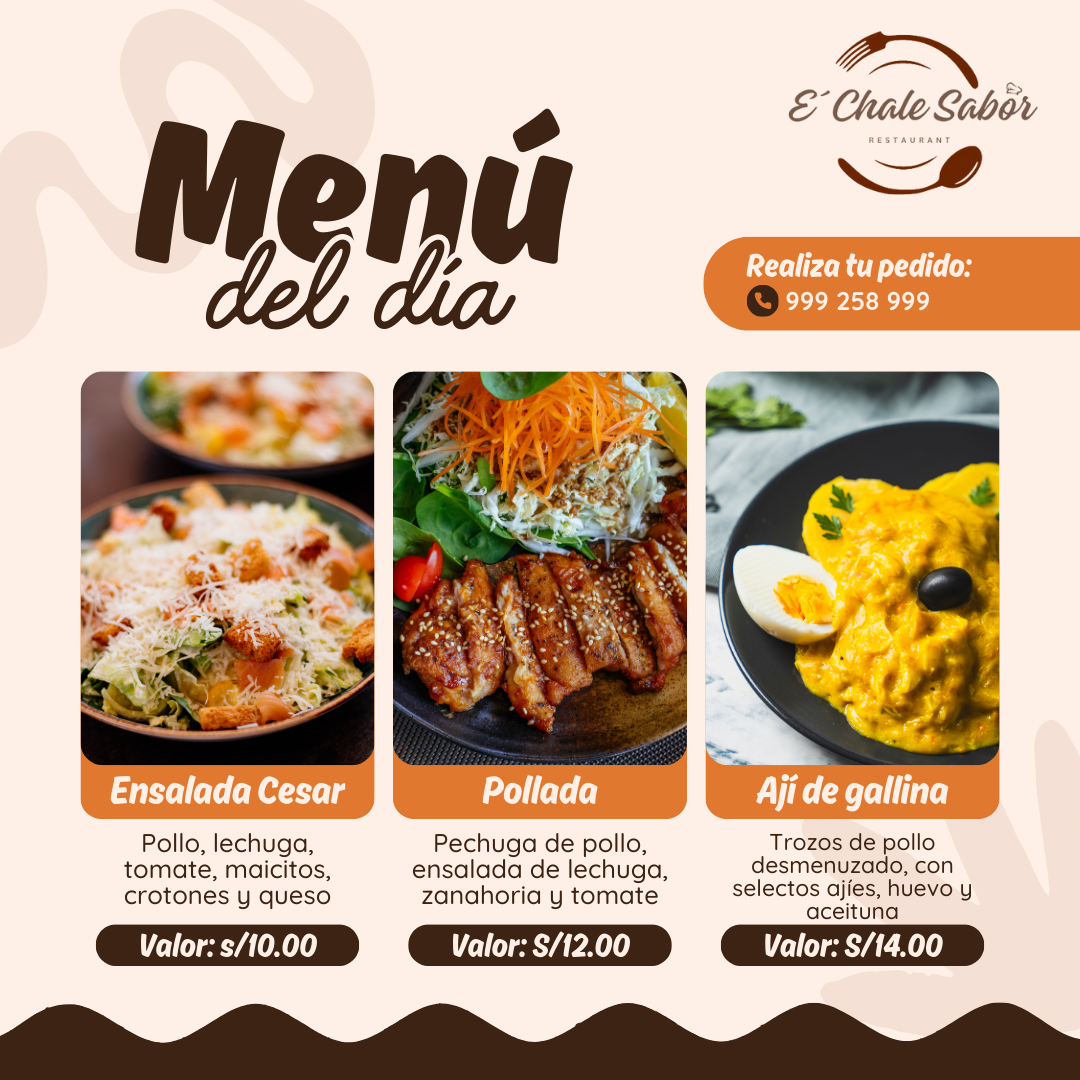 E´Chale Sabor
RESTAURANT
Menú
del día
Realiza tu pedido:
999 258 999
Ensalada Cesar
Pollo, lechuga,
tomate, maicitos,
crotones y queso
Valor: s/10.00
Pollada
Pechuga de pollo,
ensalada de lechuga,
zanahoria y tomate
Valor: S/12.00
Ají de gallina
Trozos de pollo
desmenuzado, con
selectos ajíes, huevo y
aceituna
Valor: S/14.00